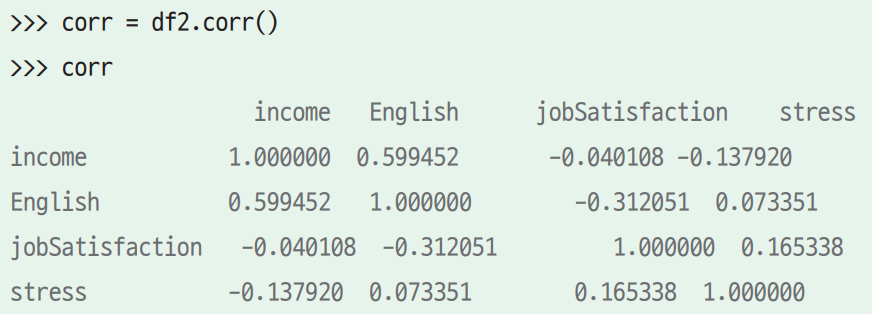 >>> corr = df2.corr()
>>> corr
income English jobSatisfaction stress
income 1.000000 0.599452 -0.040108 -0.137920
English 0.599452 1.000000 -0.312051 0.073351
jobSatisfaction -0.040108 -0.312051 1.000000 0.165338
stress -0.137920 0.073351 0.165338 1.000000